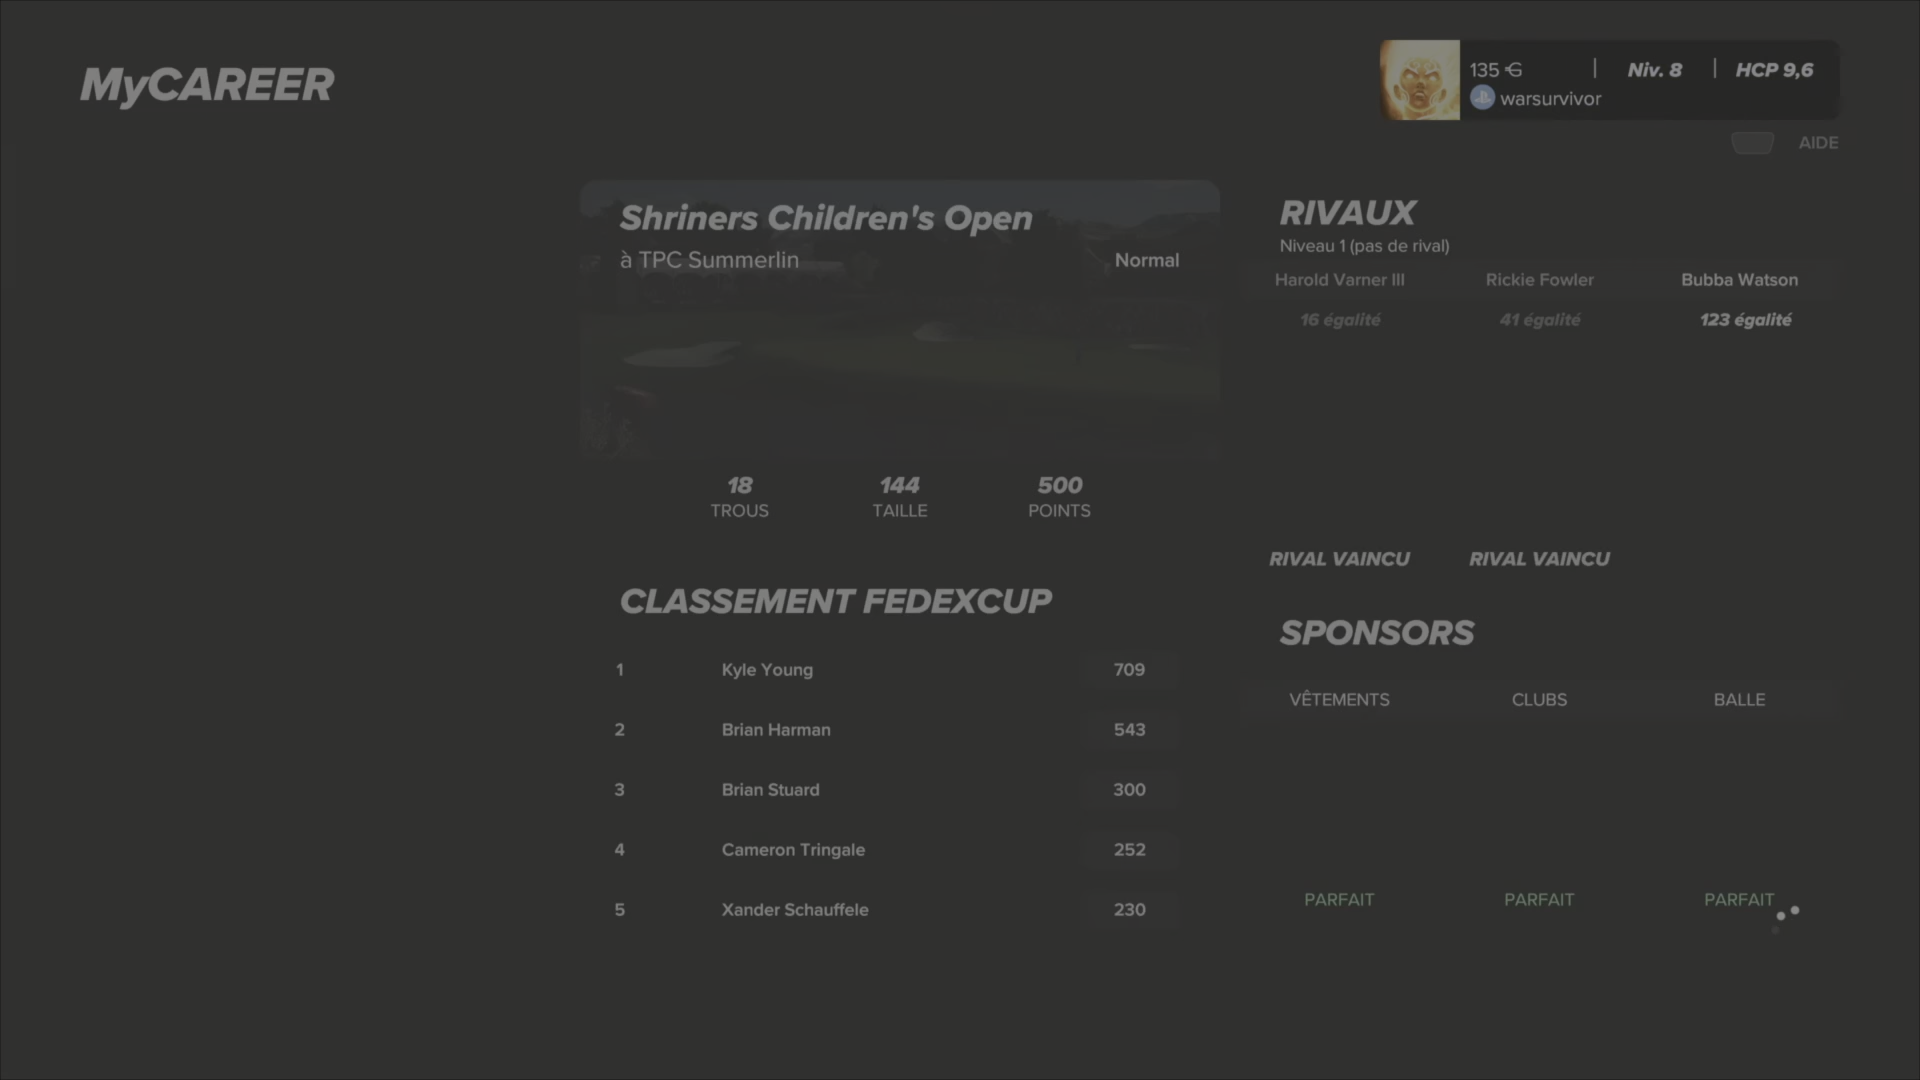 MyCAREER
135
Niv. 8
HCP 9,6
warsurvivor
AIDE
Shriners Children's Open
à TPC Summerlin
Normal
18
144
500
TROUS
TAILLE
POINTS
CLASSEMENT FEDEXCUP
1 Kyle Young 709
2 Brian Harman 543
3 Brian Stuard 300
4 Cameron Tringale 252
5 Xander Schauffele 230
RIVAUX
Niveau 1 (pas de rival)
Harold Varner III
Rickie Fowler
Bubba Watson
16 égalité
41 égalité
123 égalité
RIVAL VAINCU
RIVAL VAINCU
SPONSORS
VÊTEMENTS
CLUBS
BALLE
PARFAIT
PARFAIT
PARFAIT